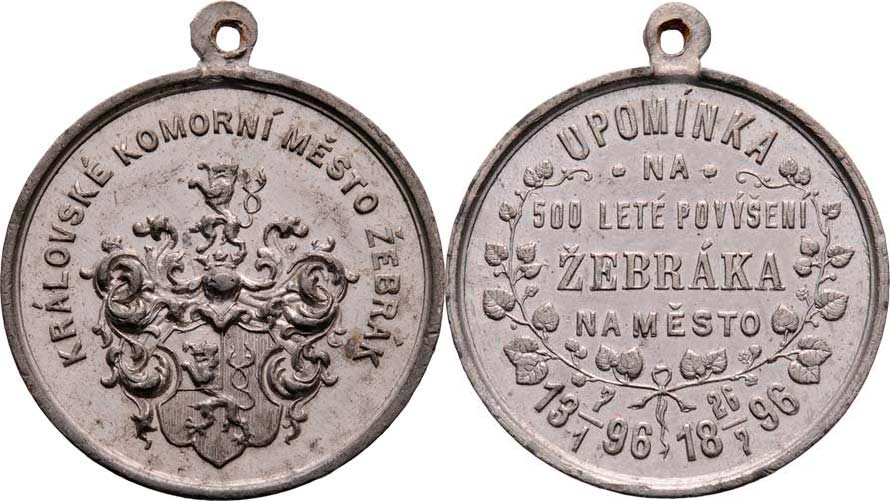 KRÁLOVSKÉ KOMORNÍ MĚSTO ŽEBRÁK
UPOMÍNKA
NA
500 LETÉ POVÝŠENÍ
ŽEBRÁKA
NA MĚSTO
13 7/1 96 18 26/7 96